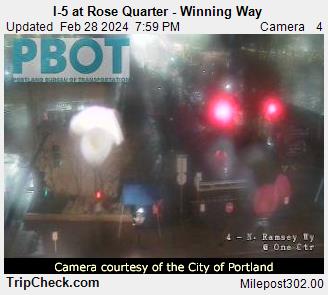 I-5 at Rose Quarter - Winning Way
Updated Feb 28 2024 7:59 PM Camera 4
PBOT
PORTLAND BUREAU OF TRANSPORTATION
4 - N. Ramsey Wy
@ One Ctr
Camera courtesy of the City of Portland
TripCheck.com Milepost302.00